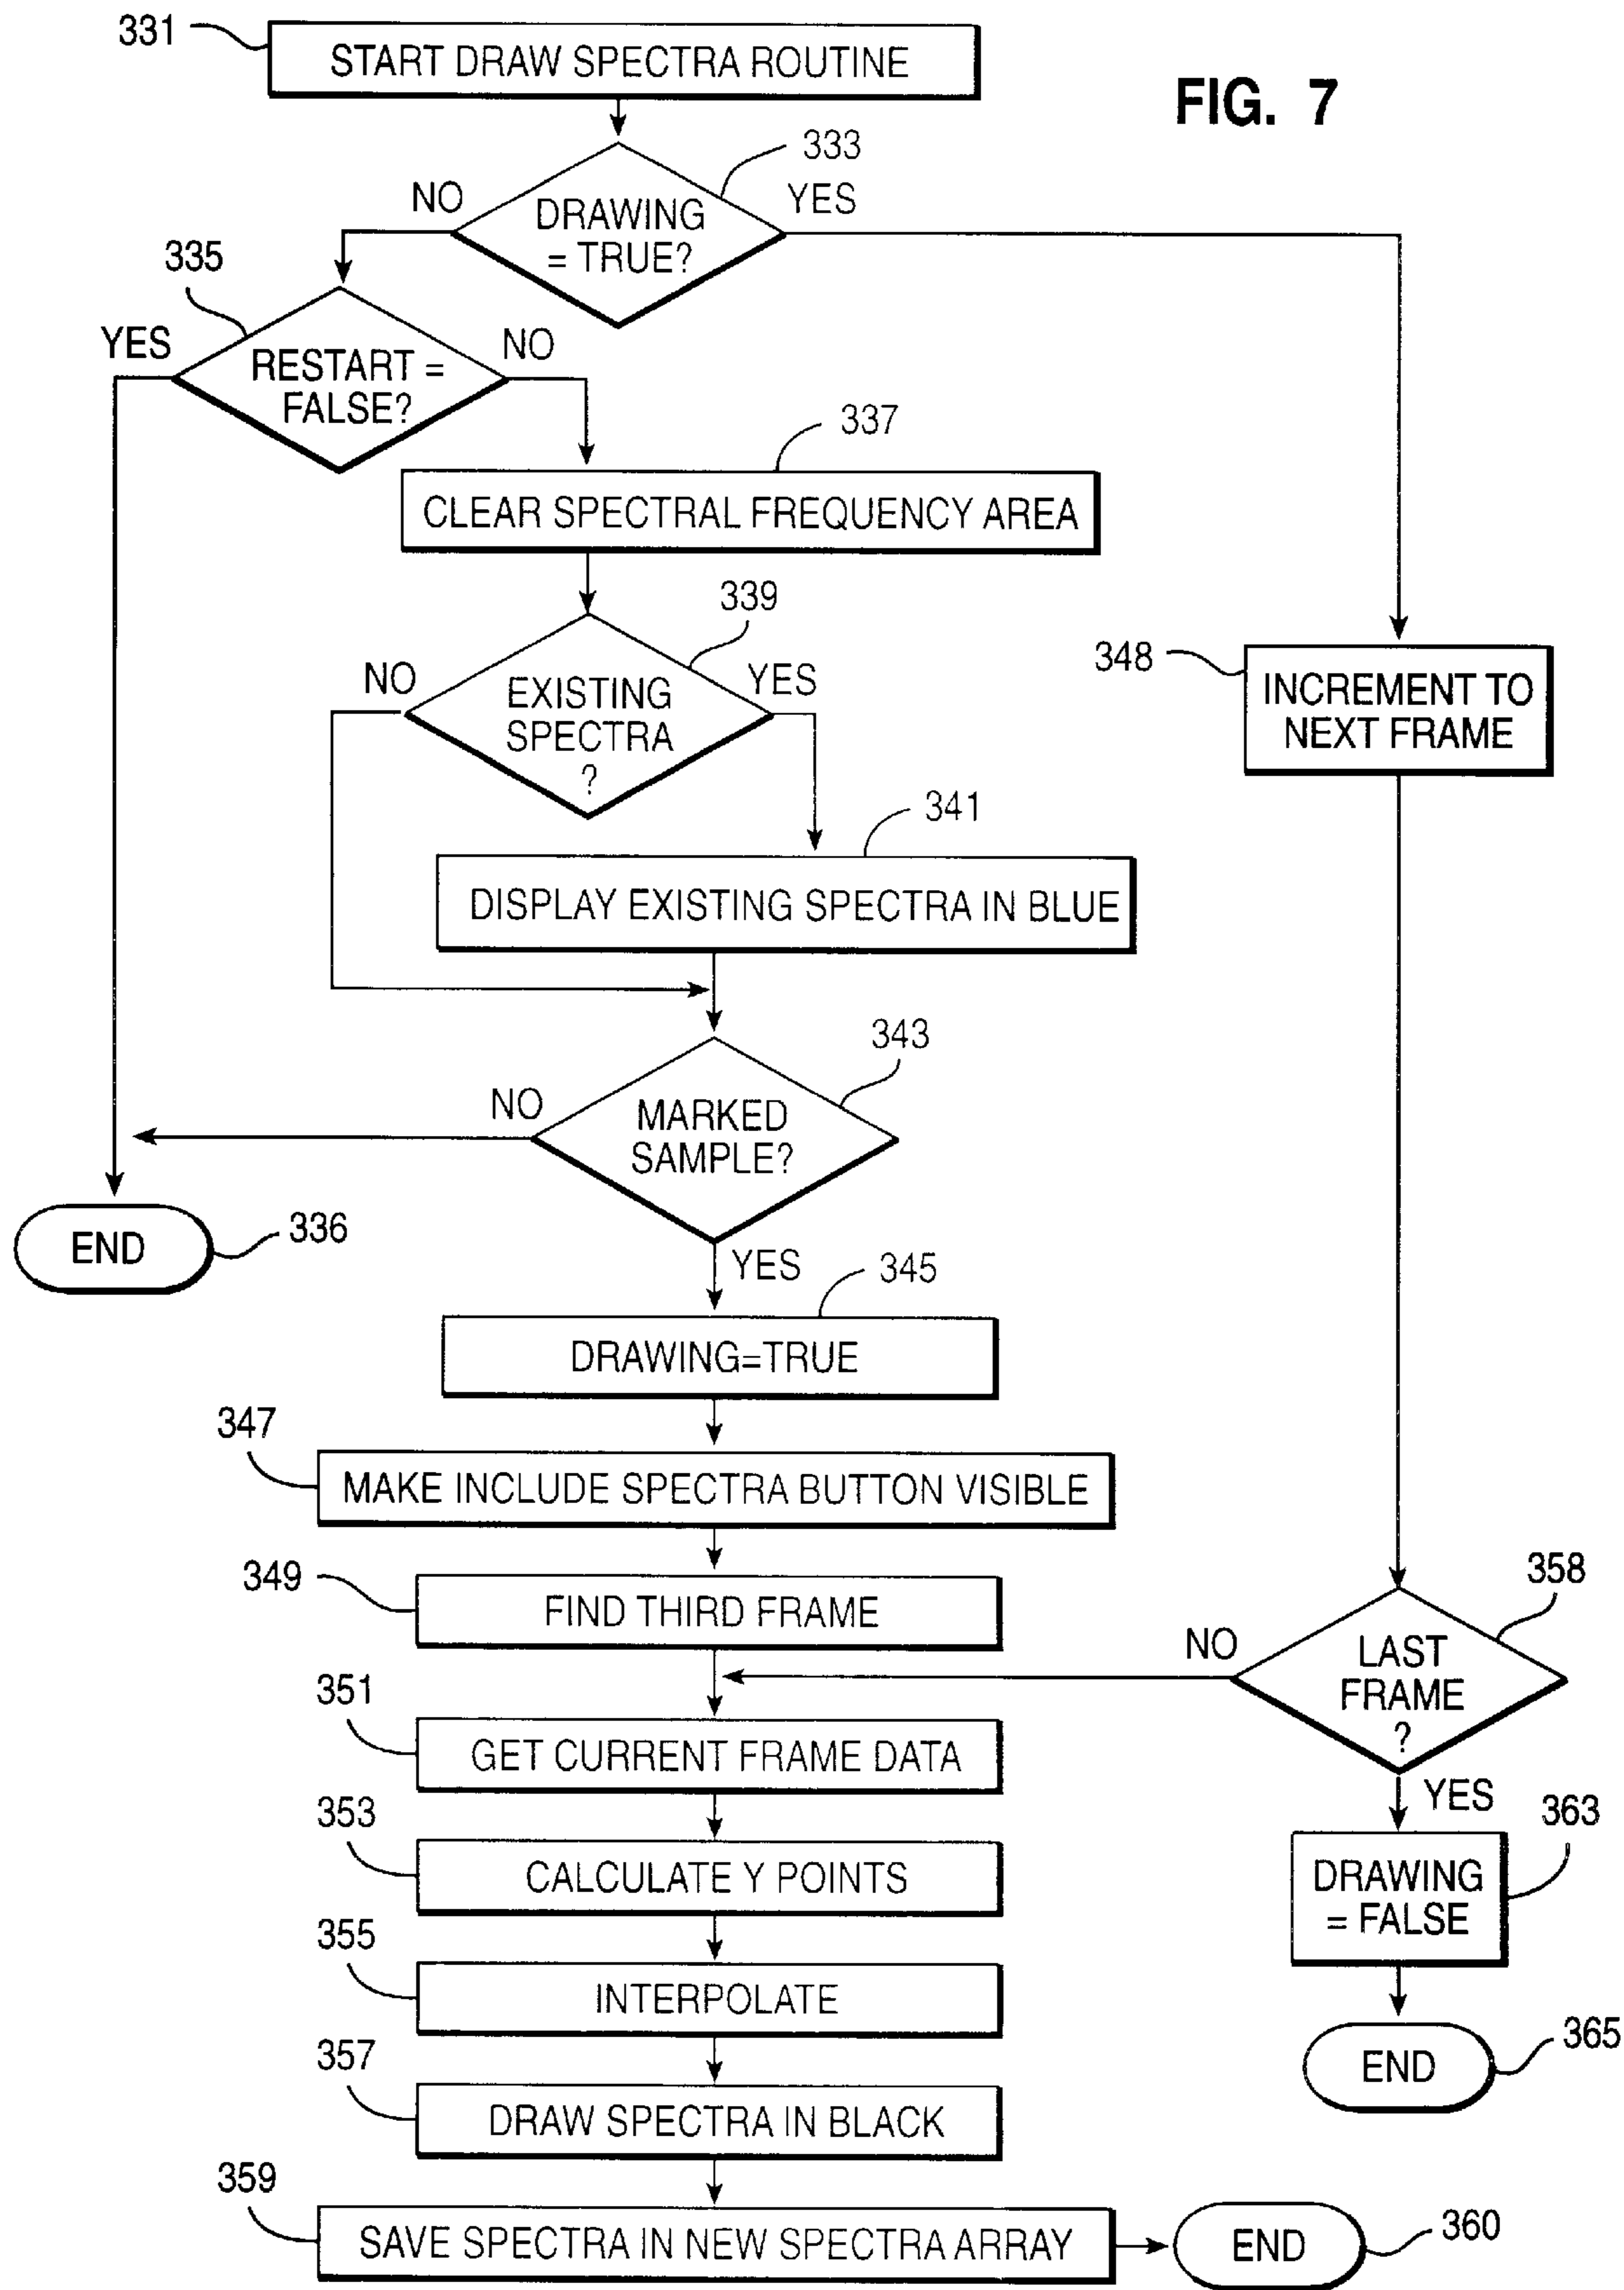 331
START DRAW SPECTRA ROUTINE
FIG. 7
333
NO
YES
DRAWING
= TRUE?
335
YES
NO
RESTART =
FALSE?
337
CLEAR SPECTRAL FREQUENCY AREA
339
NO
YES
EXISTING
SPECTRA
?
348
INCREMENT TO
NEXT FRAME
341
DISPLAY EXISTING SPECTRA IN BLUE
343
NO
MARKED
SAMPLE?
END
336
YES
345
DRAWING=TRUE
347
MAKE INCLUDE SPECTRA BUTTON VISIBLE
349
FIND THIRD FRAME
358
NO
LAST
FRAME
?
351
GET CURRENT FRAME DATA
YES
363
DRAWING
= FALSE
353
CALCULATE Y POINTS
355
INTERPOLATE
365
END
357
DRAW SPECTRA IN BLACK
359
SAVE SPECTRA IN NEW SPECTRA ARRAY
END
360